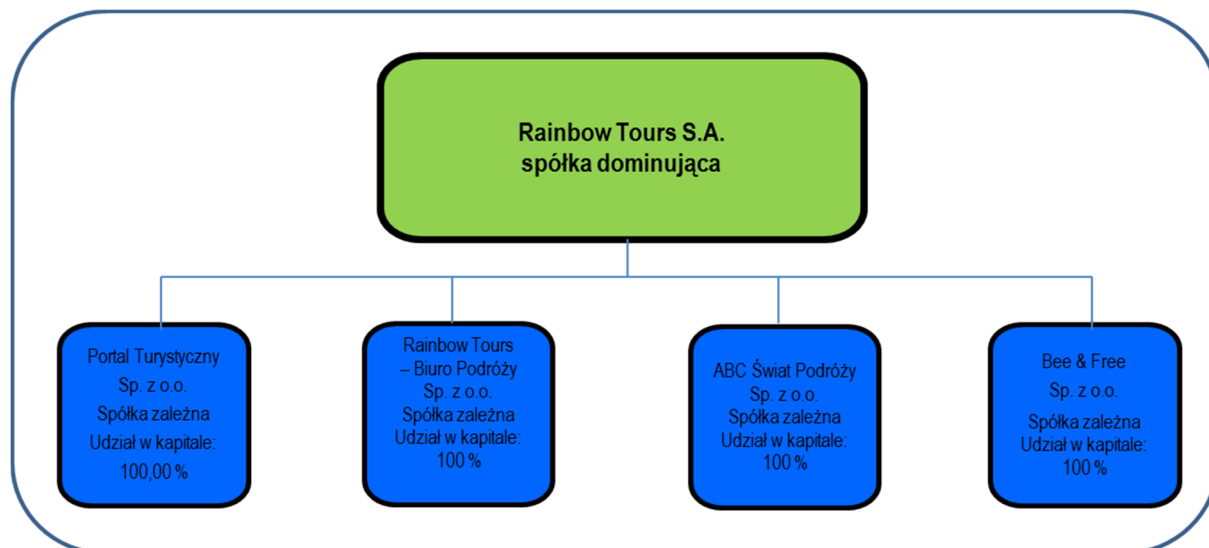 Rainbow Tours S.A.
spółka dominująca
Portal Turystyczny
Sp. z o.o.
Spółka zależna
Udział w kapitale:
100,00 %
Rainbow Tours
– Biuro Podróży
Sp. z o.o.
Spółka zależna
Udział w kapitale:
100 %
ABC Świat Podróży
Sp. z o.o.
Spółka zależna
Udział w kapitale:
100 %
Bee & Free
Sp. z o.o.
Spółka zależna
Udział w kapitale:
100 %